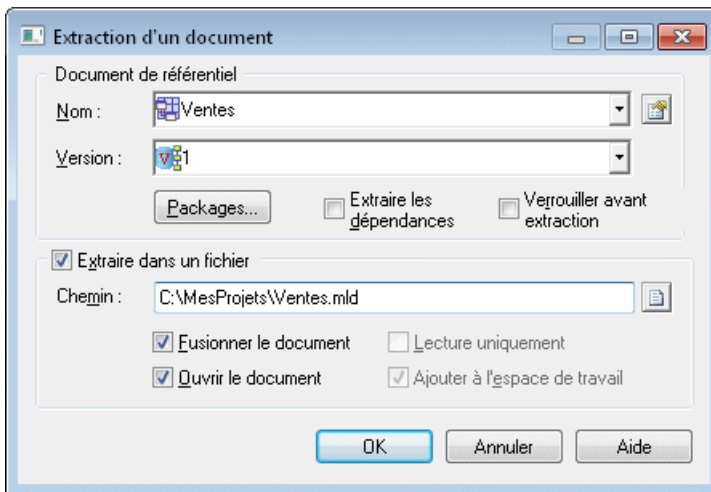 Extraction d'un document
Document de référentiel
Nom :
Ventes
Version :
1
Packages...
Extraire les
dépendances
Verrouiller avant
extraction
Extraire dans un fichier
Chemin :
C:\MesProjets\Ventes.mld
Fusionner le document
Lecture uniquement
Ouvrir le document
Ajouter à l'espace de travail
OK
Annuler
Aide